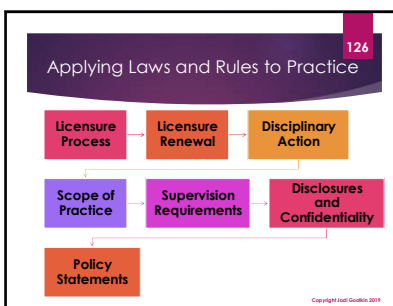 126
Applying Laws and Rules to Practice
Licensure
Process
Licensure
Renewal
Disciplinary
Action
Scope of
Practice
Supervision
Requirements
Disclosures
and
Confidentiality
Policy
Statements
Copyright Jodi Goatkin 2019